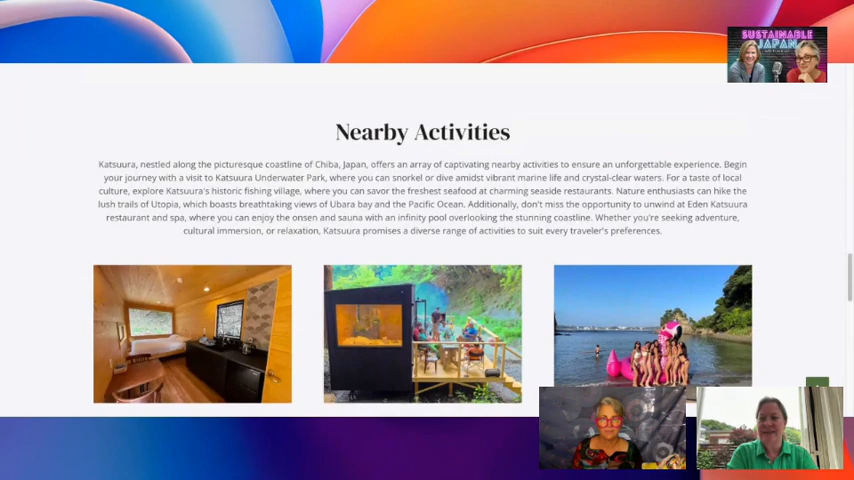 SUSTAINABLE
JAPAN
Nearby Activities
Katsuura, nestled along the picturesque coastline of Chiba, Japan, offers an array of captivating nearby activities to ensure an unforgettable experience. Begin
your journey with a visit to Katsuura Underwater Park, where you can snorkel or dive amidst vibrant marine life and crystal-clear waters. For a taste of local
culture, explore Katsuura's historic fishing village, where you can savor the freshest seafood at charming seaside restaurants. Nature enthusiasts can hike the
lush trails of Utopia, which boasts breathtaking views of Ubara bay and the Pacific Ocean. Additionally, don't miss the opportunity to unwind at Eden Katsuura
restaurant and spa, where you can enjoy the onsen and sauna with an infinity pool overlooking the stunning coastline. Whether you're seeking adventure,
cultural immersion, or relaxation, Katsuura promises a diverse range of activities to suit every traveler's preferences.